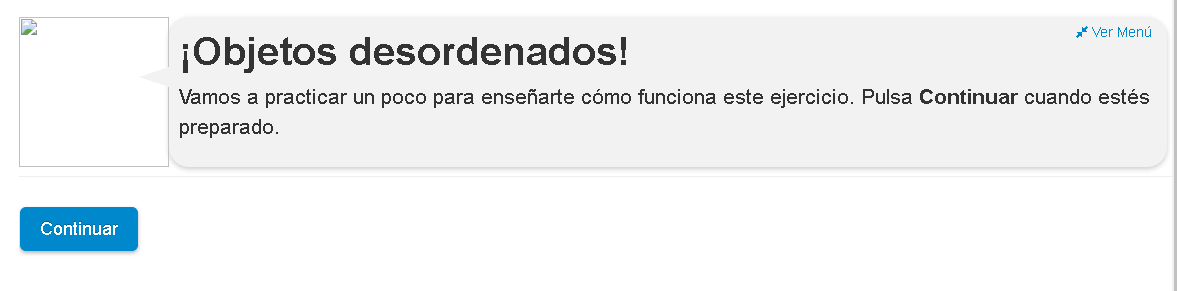 Ver Menú
¡Objetos desordenados!
Vamos a practicar un poco para enseñarte cómo funciona este ejercicio. Pulsa Continuar cuando estés
preparado.
Continuar